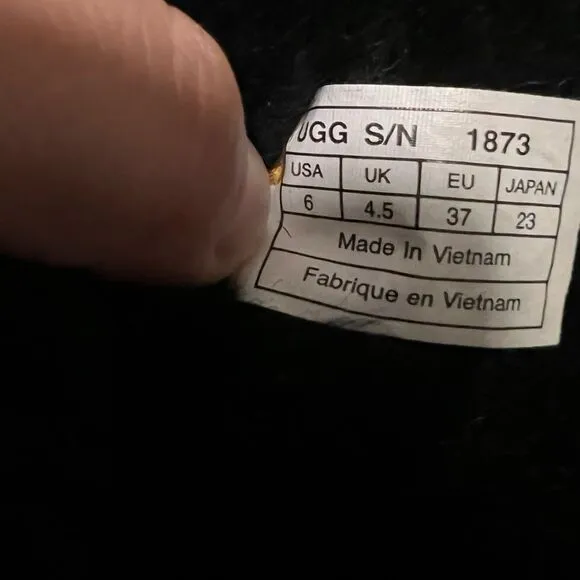 UGG S/N 1873
USA UK EU JAPAN
6 4.5 37 23
Made In Vietnam
Fabrique en Vietnam